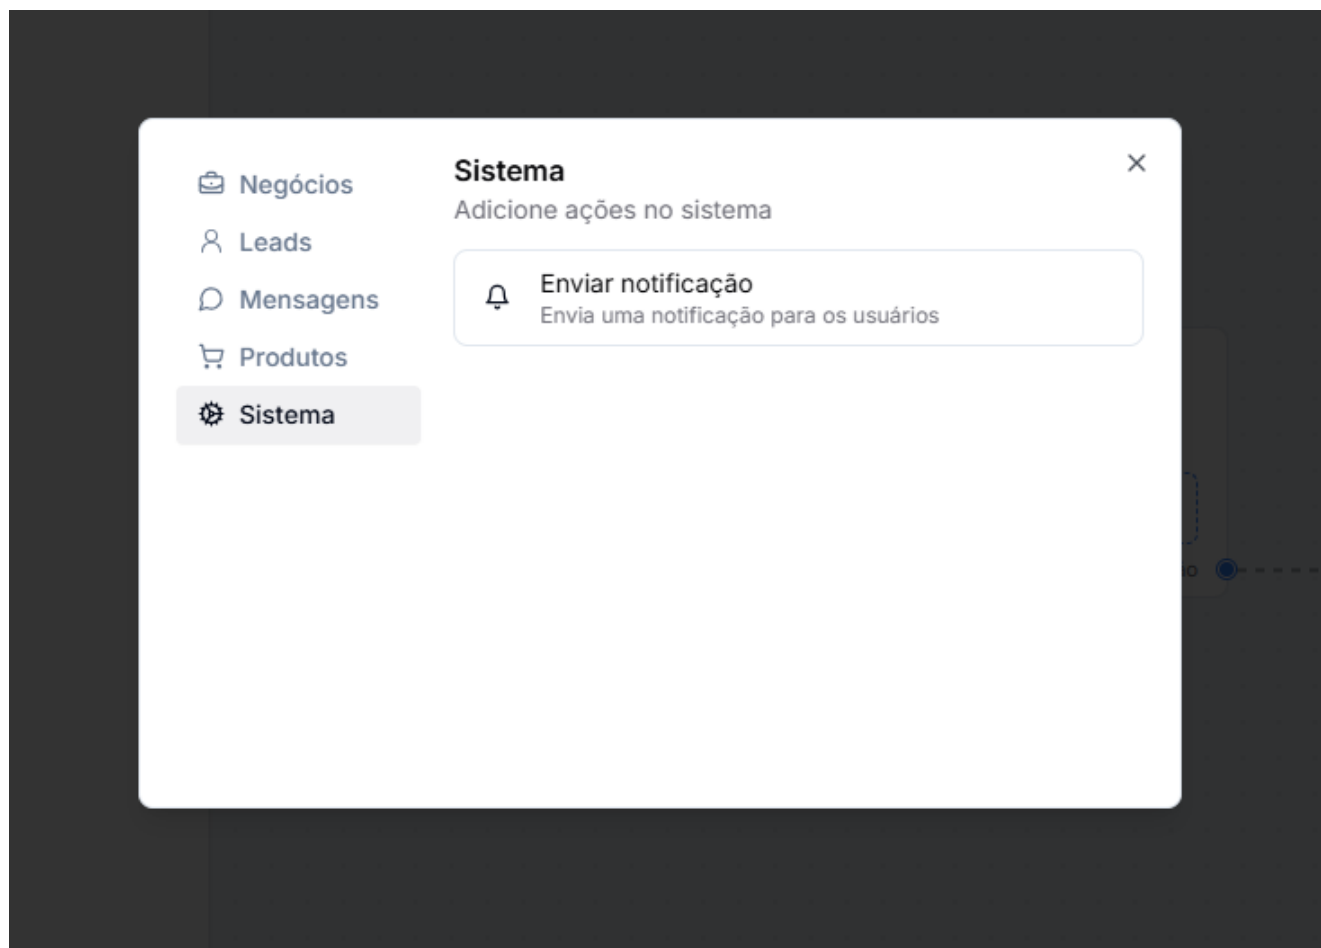 Negócios
Leads
Mensagens
Produtos
Sistema
Sistema
Adicione ações no sistema
Enviar notificação
Envia uma notificação para os usuários